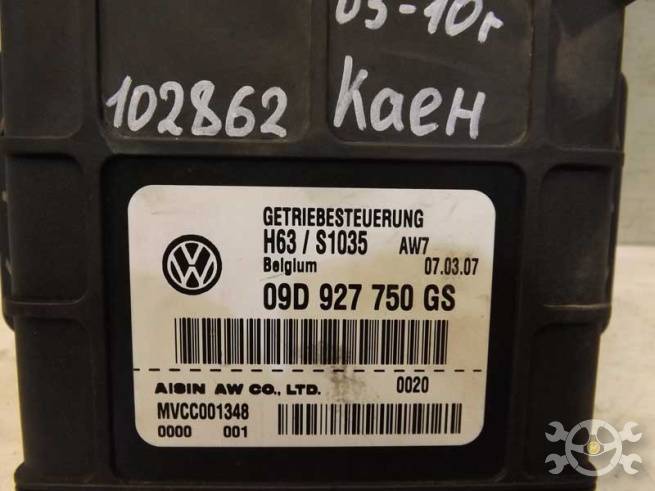 03-10г
102862 Каен
GETRIEBESTEUERUNG
H63 / S1035 AW7
Belgium 07.03.07
09D 927 750 GS
AISIN AW CO., LTD. 0020
MVCC001348
0000 001